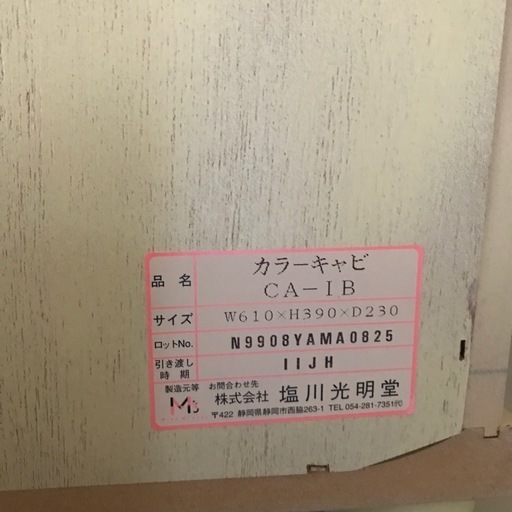 品名 カラーキャビ
CA-IB
サイズ W610×H390×D230
ロットNo. N9908YAMA0825
引き渡し時期 IIJH
製造元等 お問合わせ先
株式会社 塩川光明堂
〒422 静岡県静岡市西脇263-1 TEL 054-281-7351㈹